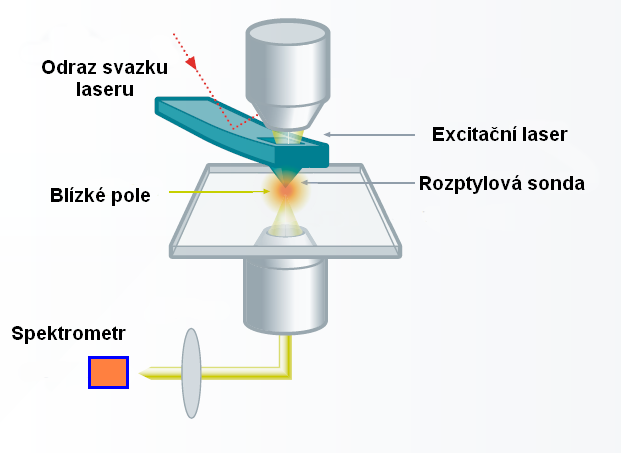 Odraz svazku
laseru
Excitační laser
Rozptylová sonda
Blízké pole
Spektrometr